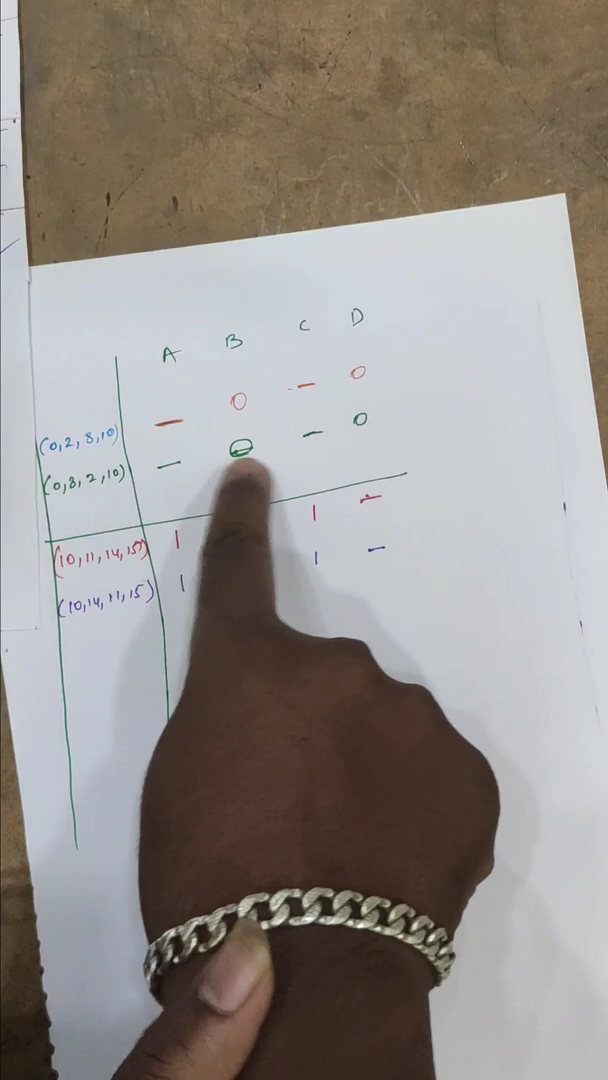 A B C D
(0,2,8,10) — 0 — 0
(0,8,2,10) — 0 — 0
(10,11,14,15) 1 1 —
(10,14,11,15) 1 1 —